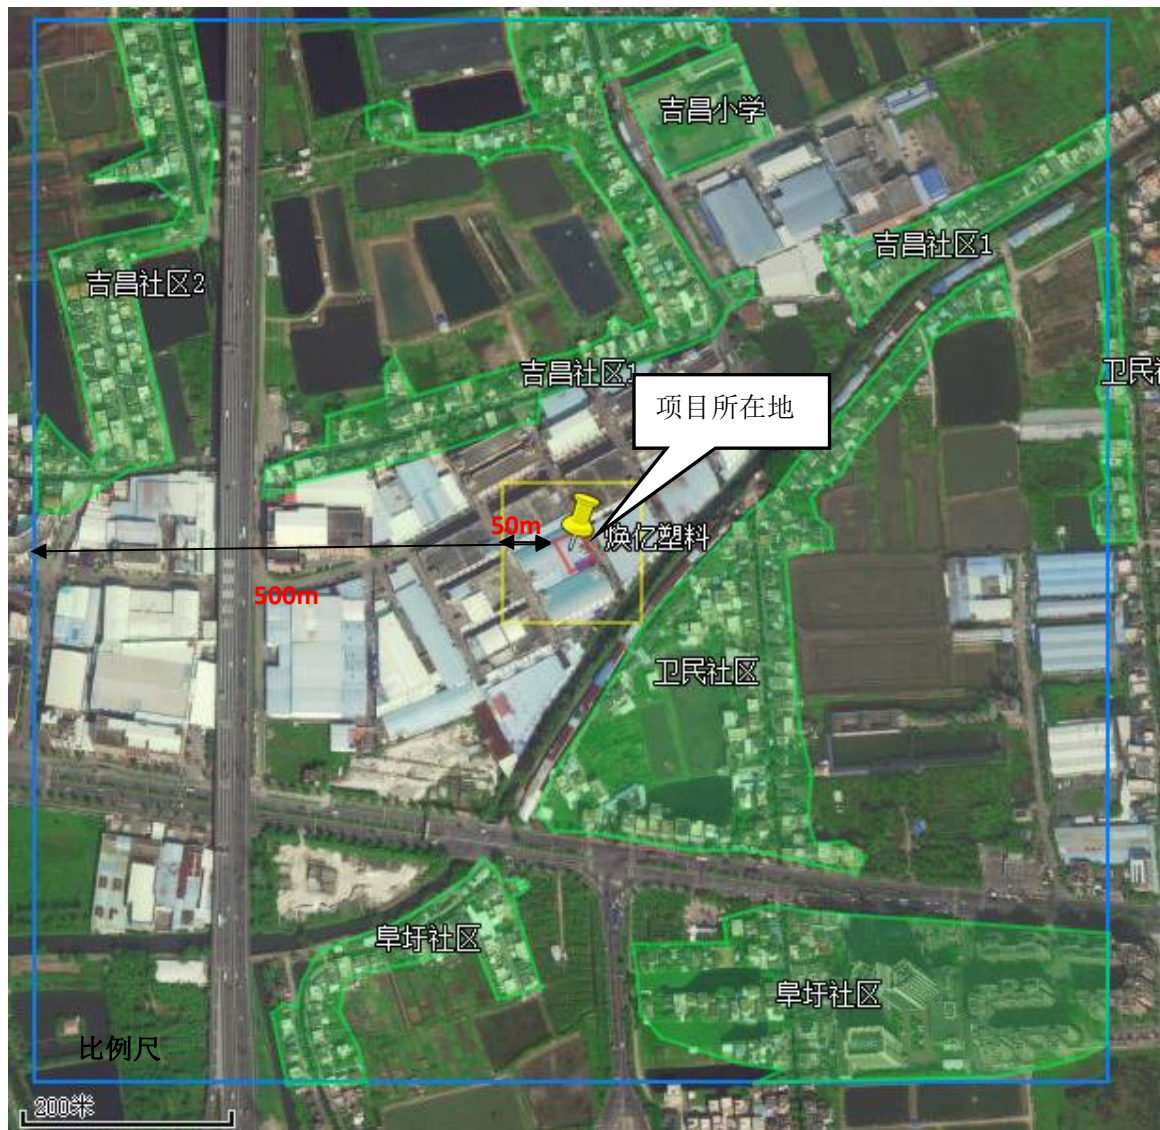 吉昌小学
吉昌社区1
吉昌社区2
吉昌社区1
卫民社
项目所在地
50m
焕亿塑料
500m
卫民社区
阜圩社区
阜圩社区
比例尺
200米